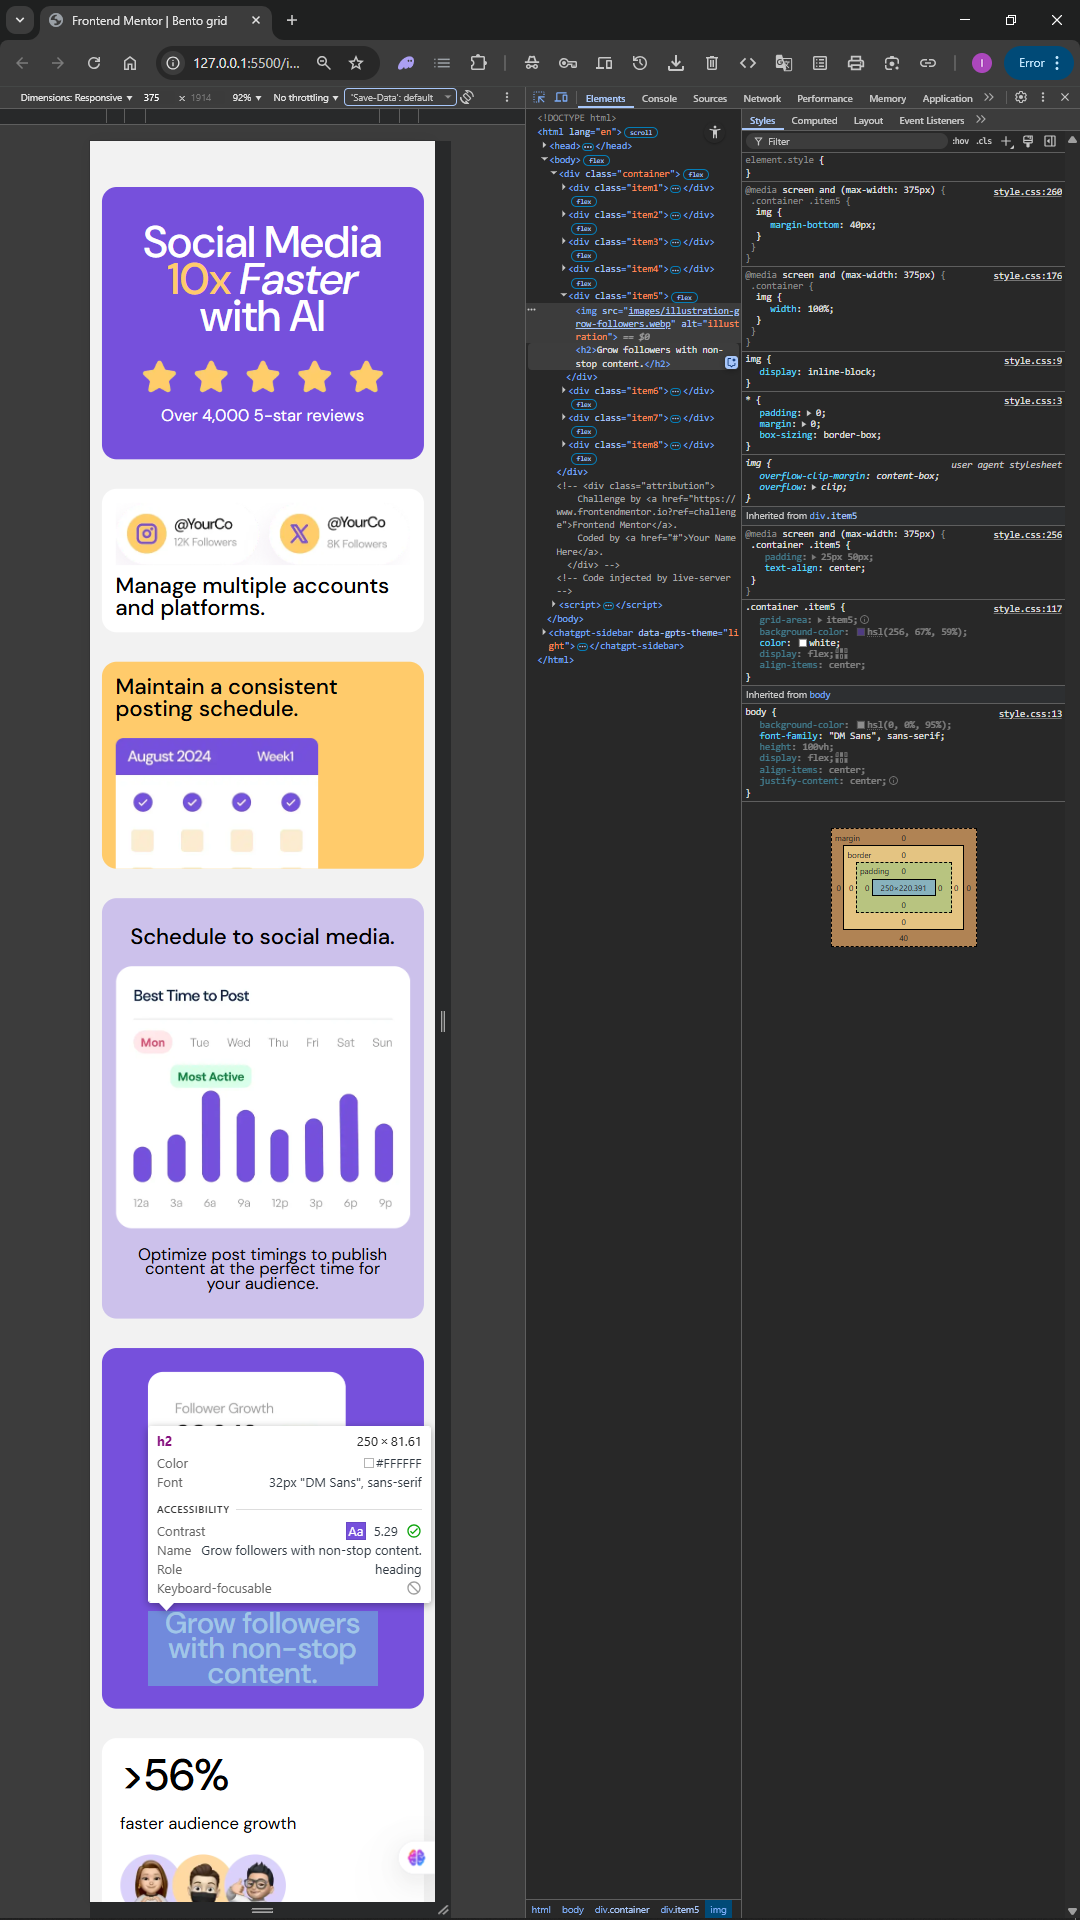 Frontend Mentor | Bento grid
127.0.0.1:5500/i...
Error
Dimensions: Responsive 375 × 1914 92% No throttling 'Save-Data': default
Elements Console Sources Network Performance Memory Application
Social Media
10x Faster
with AI
Over 4,000 5-star reviews
@YourCo
12K Followers
@YourCo
8K Followers
Manage multiple accounts
and platforms.
Maintain a consistent
posting schedule.
August 2024 Week1
Schedule to social media.
Best Time to Post
Mon Tue Wed Thu Fri Sat Sun
Most Active
12a 3a 6a 9a 12p 3p 6p 9p
Optimize post timings to publish
content at the perfect time for
your audience.
Follower Growth
h2 250 × 81.61
Color #FFFFFF
Font 32px "DM Sans", sans-serif
ACCESSIBILITY
Contrast Aa 5.29
Name Grow followers with non-stop content.
Role heading
Keyboard-focusable
Grow followers
with non-stop
content.
>56%
faster audience growth
<!DOCTYPE html>
<html lang="en"> scroll
<head> ⋯ </head>
<body> flex
<div class="container"> flex
<div class="item1"> ⋯ </div>
flex
<div class="item2"> ⋯ </div>
flex
<div class="item3"> ⋯ </div>
flex
<div class="item4"> ⋯ </div>
flex
<div class="item5"> flex
<img src="images/illustration-g
row-followers.webp" alt="illust
ration"> == $0
<h2>Grow followers with non-
stop content.</h2>
</div>
<div class="item6"> ⋯ </div>
flex
<div class="item7"> ⋯ </div>
flex
<div class="item8"> ⋯ </div>
flex
</div>
<!-- <div class="attribution">
Challenge by <a href="https://
www.frontendmentor.io?ref=challeng
e">Frontend Mentor</a>.
Coded by <a href="#">Your Name
Here</a>.
</div> -->
<!-- Code injected by live-server
-->
<script> ⋯ </script>
</body>
<chatgpt-sidebar data-gpts-theme="li
ght"> ⋯ </chatgpt-sidebar>
</html>
html body div.container div.item5 img
Styles Computed Layout Event Listeners
Filter :hov .cls
element.style {
}
@media screen and (max-width: 375px) { style.css:260
.container .item5 {
img {
margin-bottom: 40px;
}
}
}
@media screen and (max-width: 375px) { style.css:176
.container {
img {
width: 100%;
}
}
}
img { style.css:9
display: inline-block;
}
* { style.css:3
padding: 0;
margin: 0;
box-sizing: border-box;
}
img { user agent stylesheet
overflow-clip-margin: content-box;
overflow: clip;
}
Inherited from div.item5
@media screen and (max-width: 375px) { style.css:256
.container .item5 {
padding: 25px 50px;
text-align: center;
}
}
.container .item5 { style.css:117
grid-area: item5;
background-color: hsl(256, 67%, 59%);
color: white;
display: flex;
align-items: center;
}
Inherited from body
body { style.css:13
background-color: hsl(0, 0%, 95%);
font-family: "DM Sans", sans-serif;
height: 100vh;
display: flex;
align-items: center;
justify-content: center;
}
margin 0
border 0
padding 0
0 0 0 250×220.391 0 0 0
0
0
40